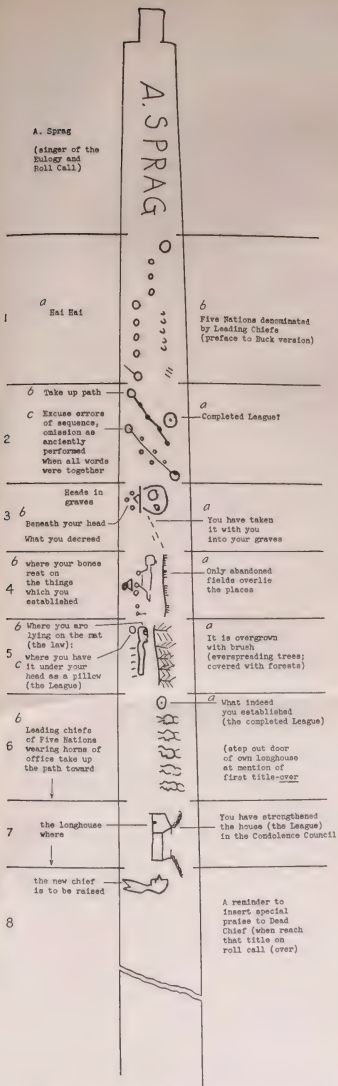 A. Sprag
(singer of the
Eulogy and
Roll Call)
A. SPRAG
1
a
Hai Hai
b
Five Nations denominated
by Leading Chiefs
(preface to Buck version)
2
b Take up path
c Excuse errors
of sequence,
omission as
anciently
performed
when all words
were together
a
Completed League?
3
Heads in
graves
b
Beneath your head
What you decreed
a
You have taken
it with you
into your graves
4
b where your bones
rest on
the things
which you
established
a
Only abandoned
fields overlie
the places
5
b Where you are
lying on the mat
(the law):
c where you have
it under your
head as a pillow
(the League)
a
It is overgrown
with brush
(everspreading trees;
covered with forests)
6
b
Leading chiefs
of Five Nations
wearing horns of
office take up
the path toward
a What indeed
you established
(the completed League)
(step out door
of own longhouse
at mention of
first title-over
7
the longhouse
where
You have strengthened
the house (the League)
in the Condolence Council
8
the new chief
is to be raised
A reminder to
insert special
praise to Dead
Chief (when reach
that title on
roll call (over)